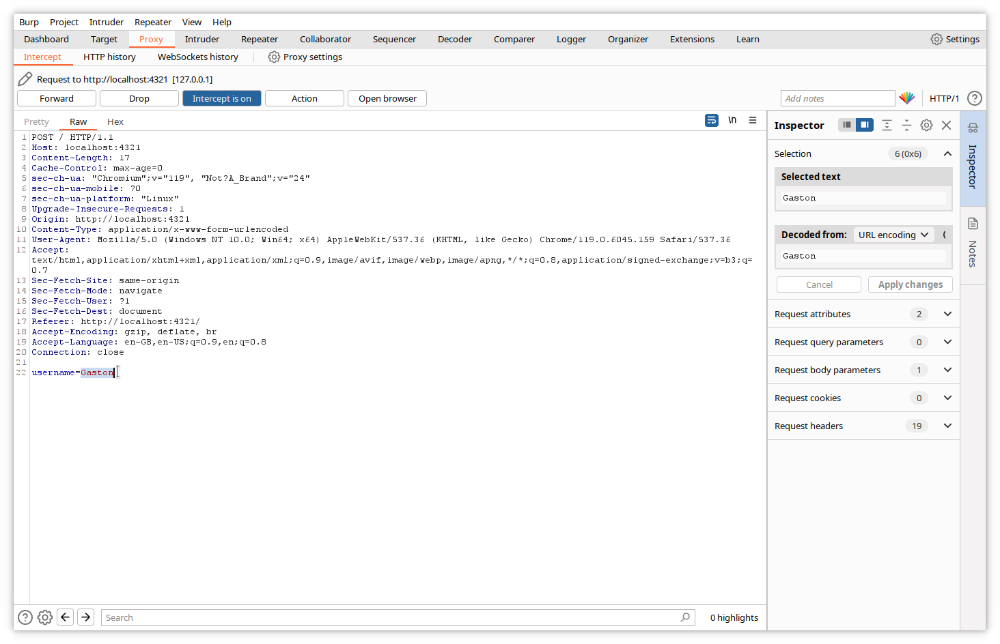 Burp Project Intruder Repeater View Help
Dashboard Target Proxy Intruder Repeater Collaborator Sequencer Decoder Comparer Logger Organizer Extensions Learn Settings
Intercept HTTP history WebSockets history Proxy settings
Request to http://localhost:4321 [127.0.0.1]
Forward Drop Intercept is on Action Open browser Add notes HTTP/1 ?
Pretty Raw Hex \n
1 POST / HTTP/1.1
2 Host: localhost:4321
3 Content-Length: 17
4 Cache-Control: max-age=0
5 sec-ch-ua: "Chromium";v="119", "Not?A_Brand";v="24"
6 sec-ch-ua-mobile: ?0
7 sec-ch-ua-platform: "Linux"
8 Upgrade-Insecure-Requests: 1
9 Origin: http://localhost:4321
10 Content-Type: application/x-www-form-urlencoded
11 User-Agent: Mozilla/5.0 (Windows NT 10.0; Win64; x64) AppleWebKit/537.36 (KHTML, like Gecko) Chrome/119.0.6045.159 Safari/537.36
12 Accept:
text/html,application/xhtml+xml,application/xml;q=0.9,image/avif,image/webp,image/apng,*/*;q=0.8,application/signed-exchange;v=b3;q=
0.7
13 Sec-Fetch-Site: same-origin
14 Sec-Fetch-Mode: navigate
15 Sec-Fetch-User: ?1
16 Sec-Fetch-Dest: document
17 Referer: http://localhost:4321/
18 Accept-Encoding: gzip, deflate, br
19 Accept-Language: en-GB,en-US;q=0.9,en;q=0.8
20 Connection: close
21
22 username=Gaston
Inspector
Selection 6 (0x6)
Selected text
Gaston
Decoded from: URL encoding (
Gaston
Cancel Apply changes
Request attributes 2
Request query parameters 0
Request body parameters 1
Request cookies 0
Request headers 19
Inspector
Notes
? Search 0 highlights